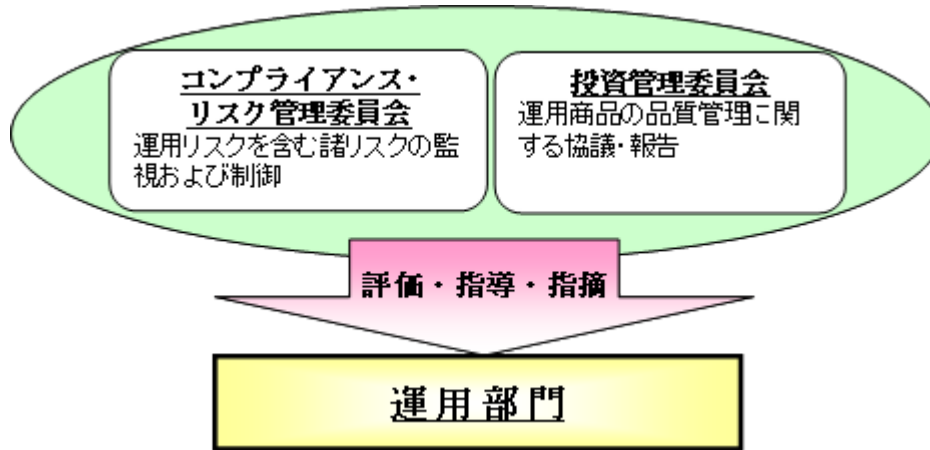 コンプライアンス・
リスク管理委員会
運用リスクを含む諸リスクの監
視および制御
投資管理委員会
運用商品の品質管理に関
する協議・報告
評価・指導・指摘
運用部門